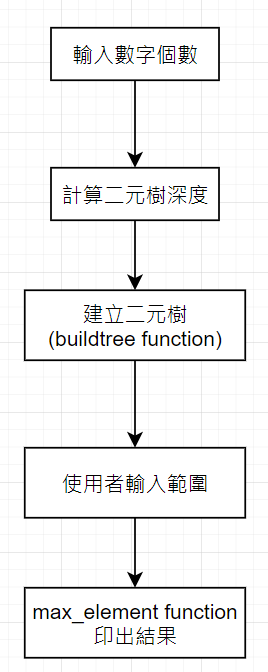 輸入數字個數
計算二元樹深度
建立二元樹
(buildtree function)
使用者輸入範圍
max_element function
印出結果